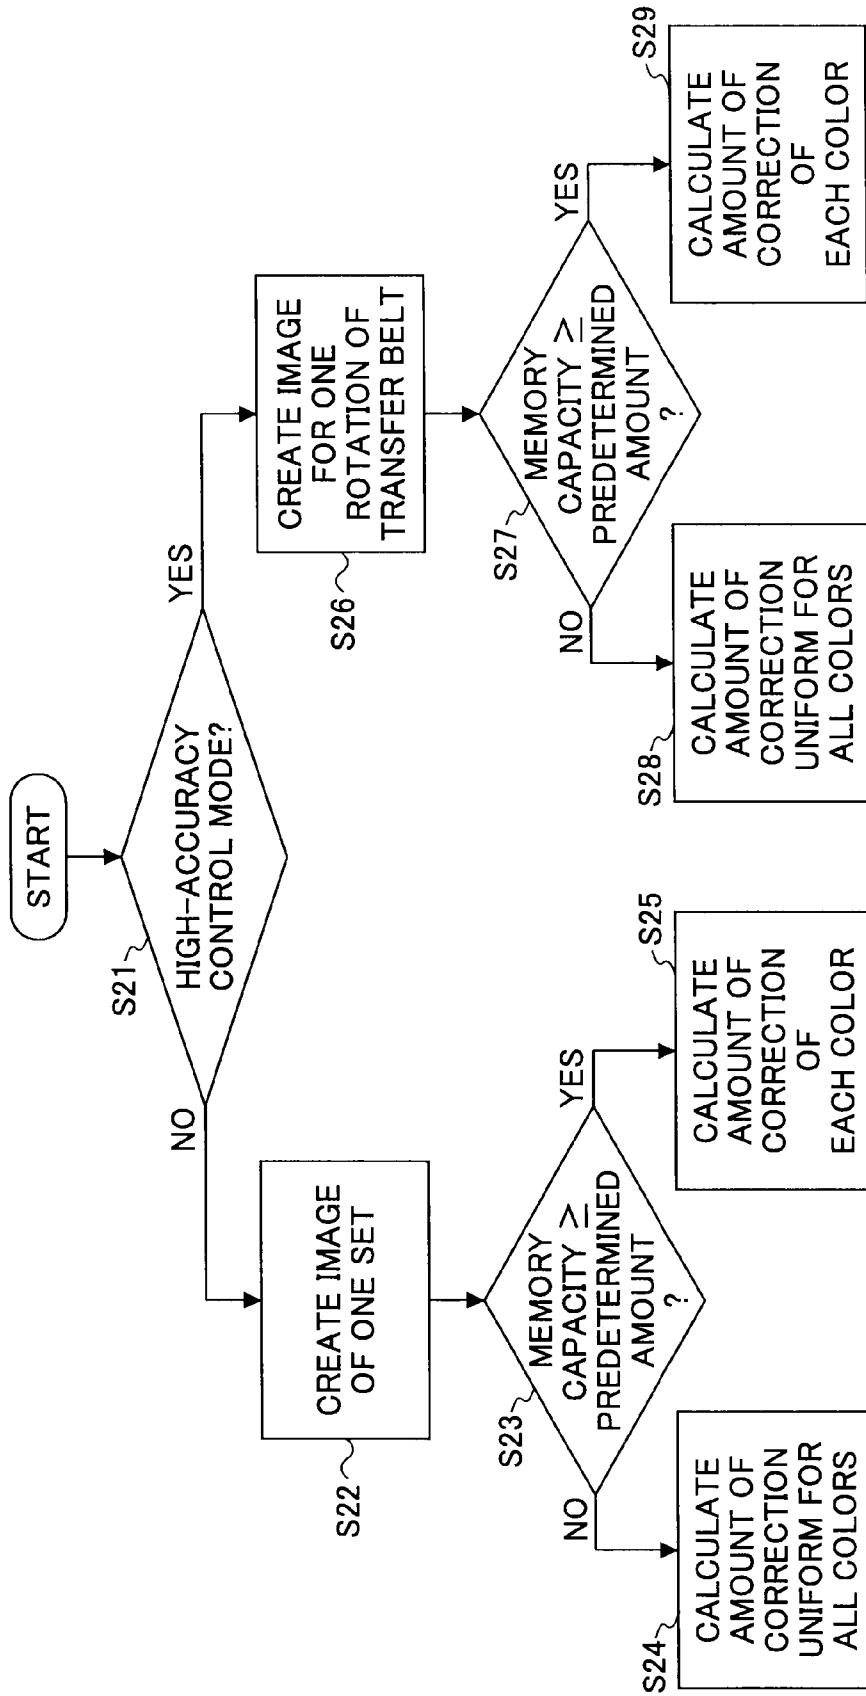 START
S21
HIGH-ACCURACY
CONTROL MODE?
NO
YES
S22
CREATE IMAGE
OF ONE SET
S23
MEMORY
CAPACITY ≥
PREDETERMINED
AMOUNT
?
NO
YES
S24
CALCULATE
AMOUNT OF
CORRECTION
UNIFORM FOR
ALL COLORS
S25
CALCULATE
AMOUNT OF
CORRECTION
OF
EACH COLOR
S26
CREATE IMAGE
FOR ONE
ROTATION OF
TRANSFER BELT
S27
MEMORY
CAPACITY ≥
PREDETERMINED
AMOUNT
?
NO
YES
S28
CALCULATE
AMOUNT OF
CORRECTION
UNIFORM FOR
ALL COLORS
S29
CALCULATE
AMOUNT OF
CORRECTION
OF
EACH COLOR